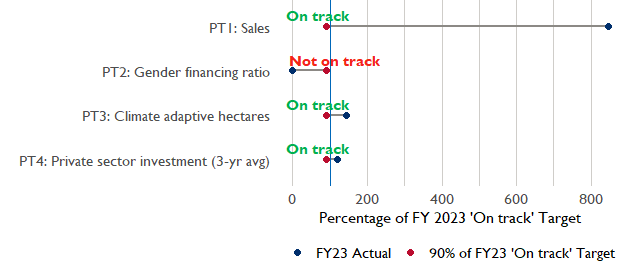 On track
PT1: Sales
Not on track
PT2: Gender financing ratio
On track
PT3: Climate adaptive hectares
On track
PT4: Private sector investment (3-yr avg)
0 200 400 600 800
Percentage of FY 2023 'On track' Target
FY23 Actual 90% of FY23 'On track' Target